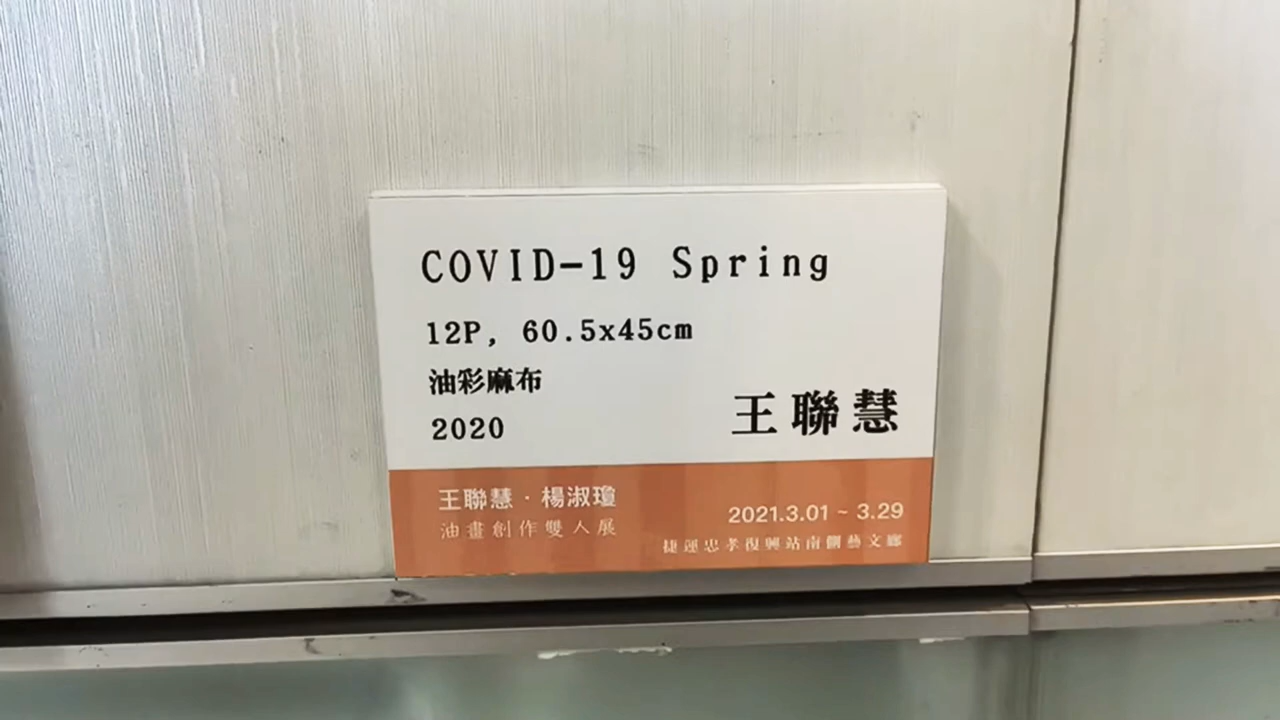 COVID-19 Spring
12P, 60.5x45cm
油彩麻布
2020
王聯慧
王聯慧·楊淑瓊
油畫創作雙人展
2021.3.01 ~ 3.29
捷運忠孝復興站南側藝文廊